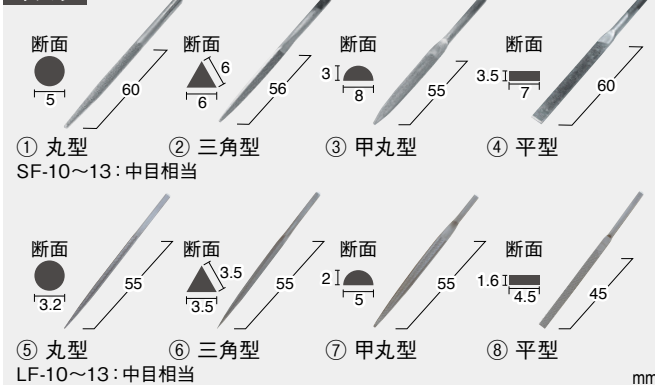 断面 断面 断面 断面
5 60 6 6 56 3 8 55 3.5 7 60
① 丸型 ② 三角型 ③ 甲丸型 ④ 平型
SF-10〜13：中目相当
断面 断面 断面 断面
3.2 55 3.5 3.5 55 2 5 55 1.6 4.5 45
⑤ 丸型 ⑥ 三角型 ⑦ 甲丸型 ⑧ 平型
LF-10〜13：中目相当
mm